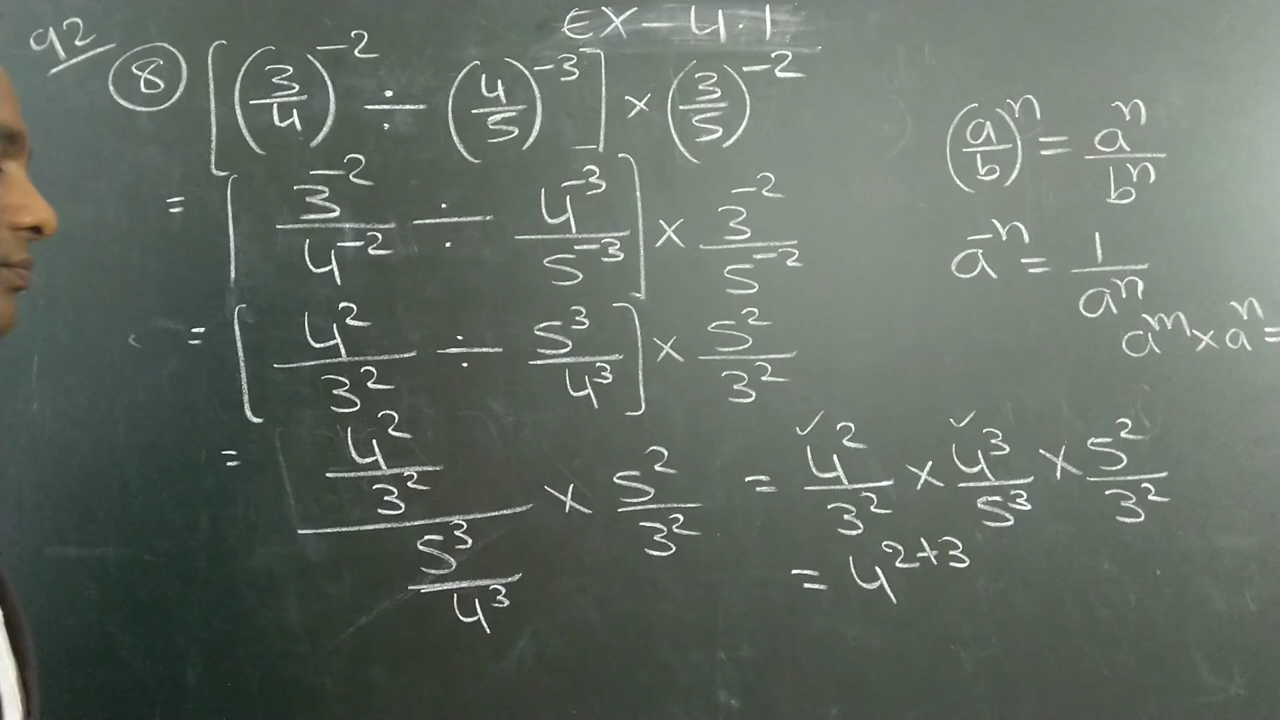 EX - 4.1
92
8 [(3/4)^-2 ÷ (4/5)^-3] × (3/5)^-2
= [3^-2/4^-2 ÷ 4^-3/5^-3] × 3^-2/5^-2
= [4^2/3^2 ÷ 5^3/4^3] × 5^2/3^2
= (4^2/3^2)/(5^3/4^3) × 5^2/3^2
= 4^2/3^2 × 4^3/5^3 × 5^2/3^2
= 4^2+3
(a/b)^n = a^n/b^n
a^-n = 1/a^n
a^m × a^n =